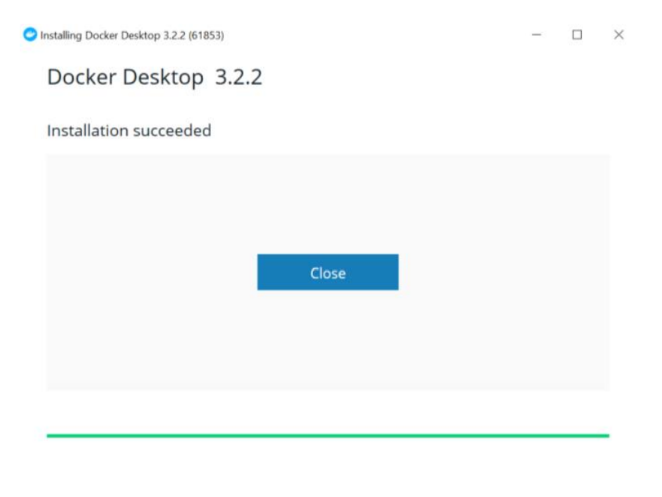 Installing Docker Desktop 3.2.2 (61853)
Docker Desktop 3.2.2
Installation succeeded
Close